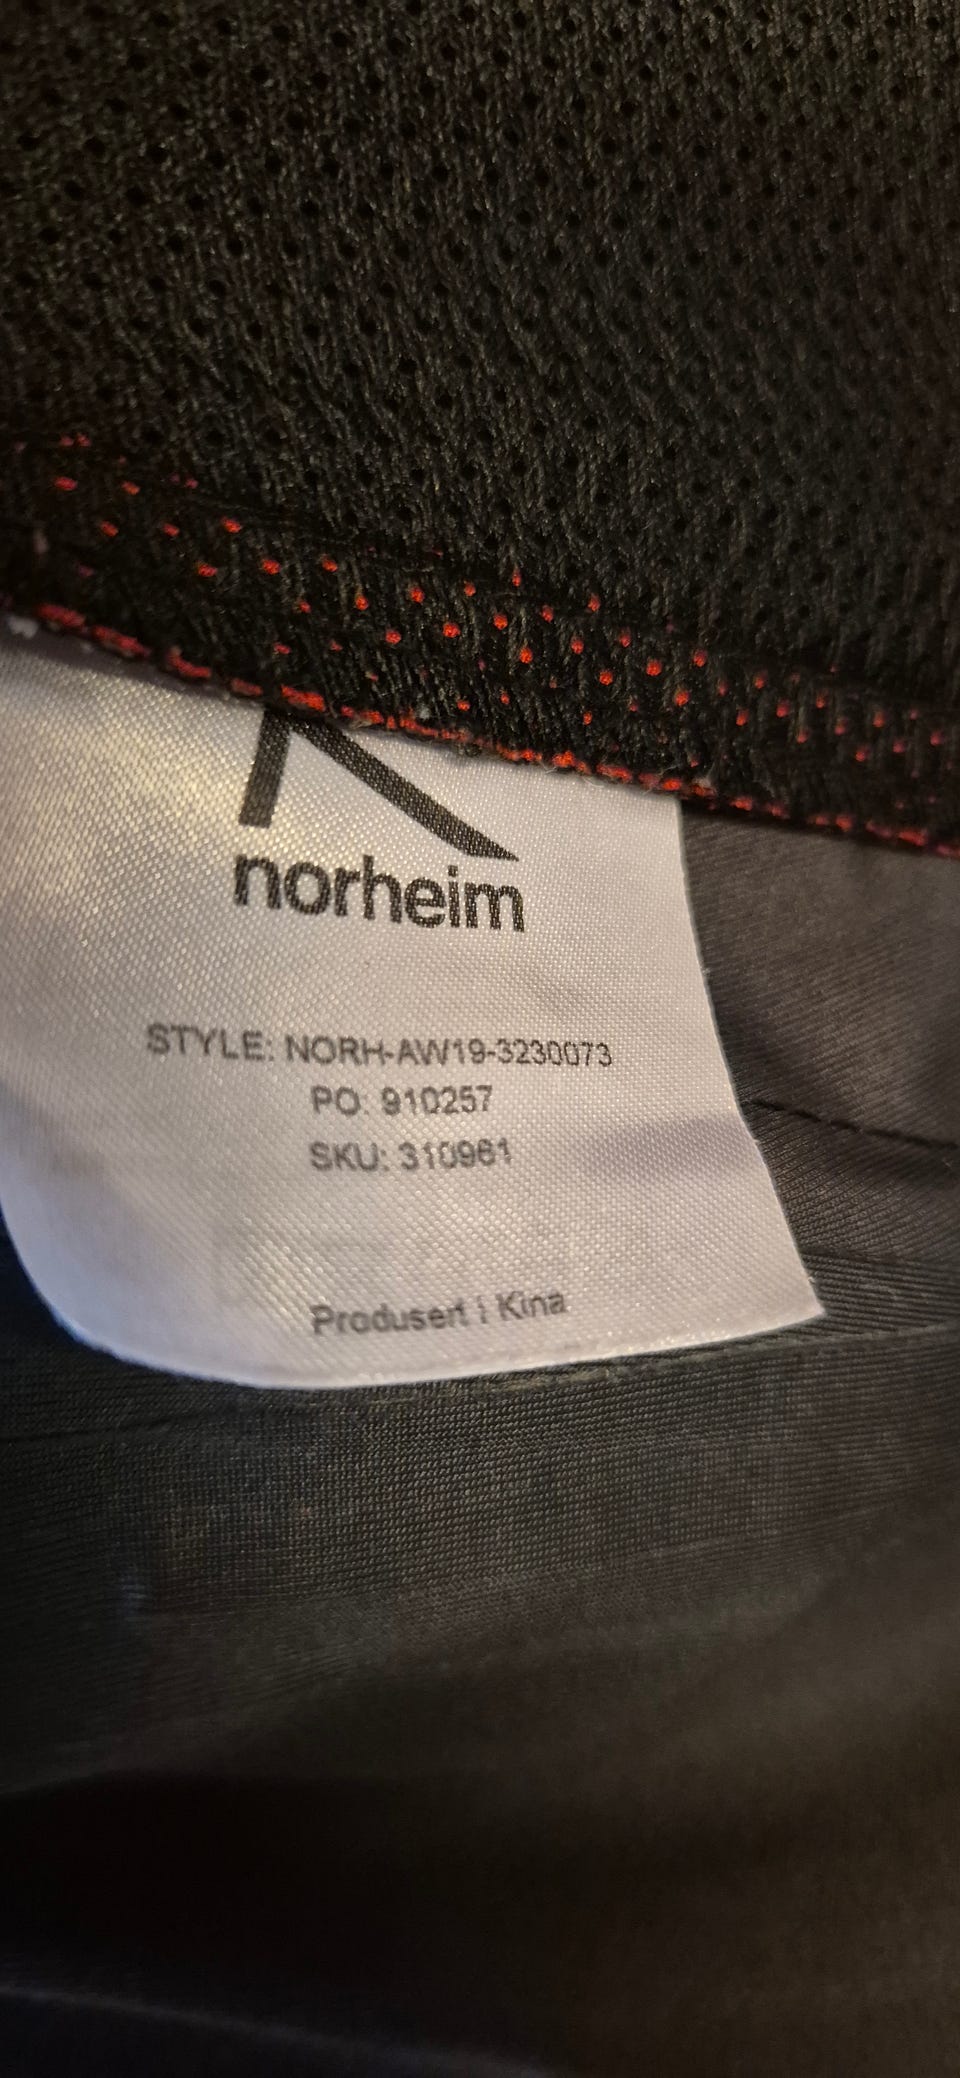 norheim
STYLE: NORH-AW19-3230073
PO: 910257
SKU: 310961
Produsert i Kina